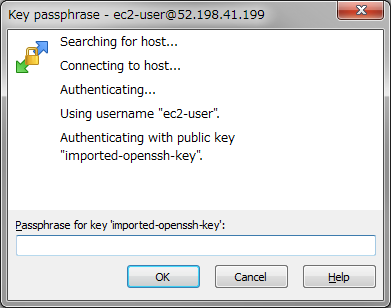 Key passphrase - ec2-user@52.198.41.199
Searching for host...
Connecting to host...
Authenticating...
Using username "ec2-user".
Authenticating with public key
"imported-openssh-key".
Passphrase for key 'imported-openssh-key':
OK Cancel Help